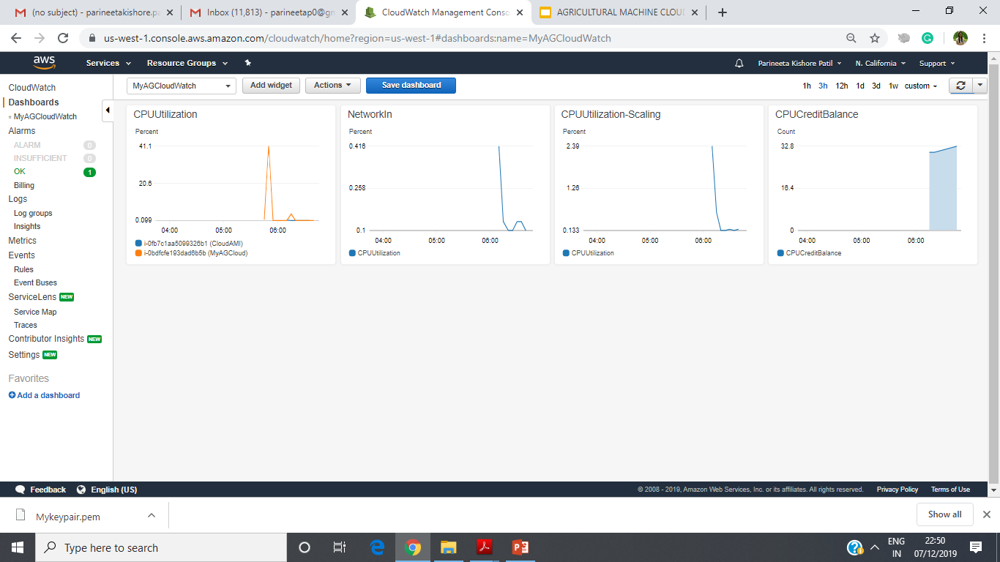 (no subject) - parineetakishore.pa
Inbox (11,813) - parineetap0@gm
CloudWatch Management Conso
AGRICULTURAL MACHINE CLOUD
us-west-1.console.aws.amazon.com/cloudwatch/home?region=us-west-1#dashboards:name=MyAGCloudWatch
aws
Services
Resource Groups
Parineeta Kishore Patil
N. California
Support
CloudWatch
Dashboards
MyAGCloudWatch
Alarms
ALARM 0
INSUFFICIENT 0
OK 1
Billing
Logs
Log groups
Insights
Metrics
Events
Rules
Event Buses
ServiceLens NEW
Service Map
Traces
Contributor Insights NEW
Settings NEW
Favorites
Add a dashboard
MyAGCloudWatch
Add widget
Actions
Save dashboard
1h 3h 12h 1d 3d 1w custom
CPUUtilization
Percent
41.1
20.6
0.099
04:00 05:00 06:00
i-0fb7c1aa5099326b1 (CloudAMI)
i-0bdfcfe193dad6b5b (MyAGCloud)
NetworkIn
Percent
0.416
0.258
0.1
04:00 05:00 06:00
CPUUtilization
CPUUtilization-Scaling
Percent
2.39
1.26
0.133
04:00 05:00 06:00
CPUUtilization
CPUCreditBalance
Count
32.8
16.4
0
04:00 05:00 06:00
CPUCreditBalance
Feedback
English (US)
© 2008 - 2019, Amazon Web Services, Inc. or its affiliates. All rights reserved.
Privacy Policy
Terms of Use
Mykeypair.pem
Show all
Type here to search
ENG
IN
22:50
07/12/2019